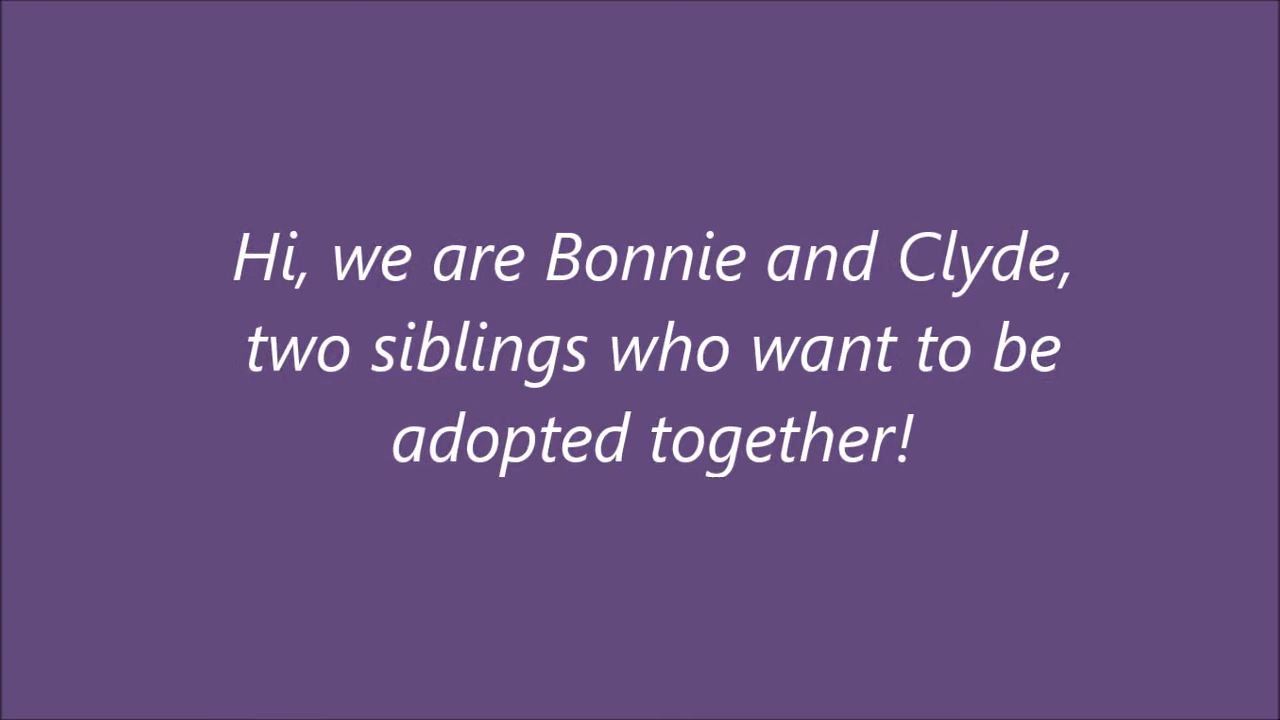 Hi, we are Bonnie and Clyde,
two siblings who want to be
adopted together!